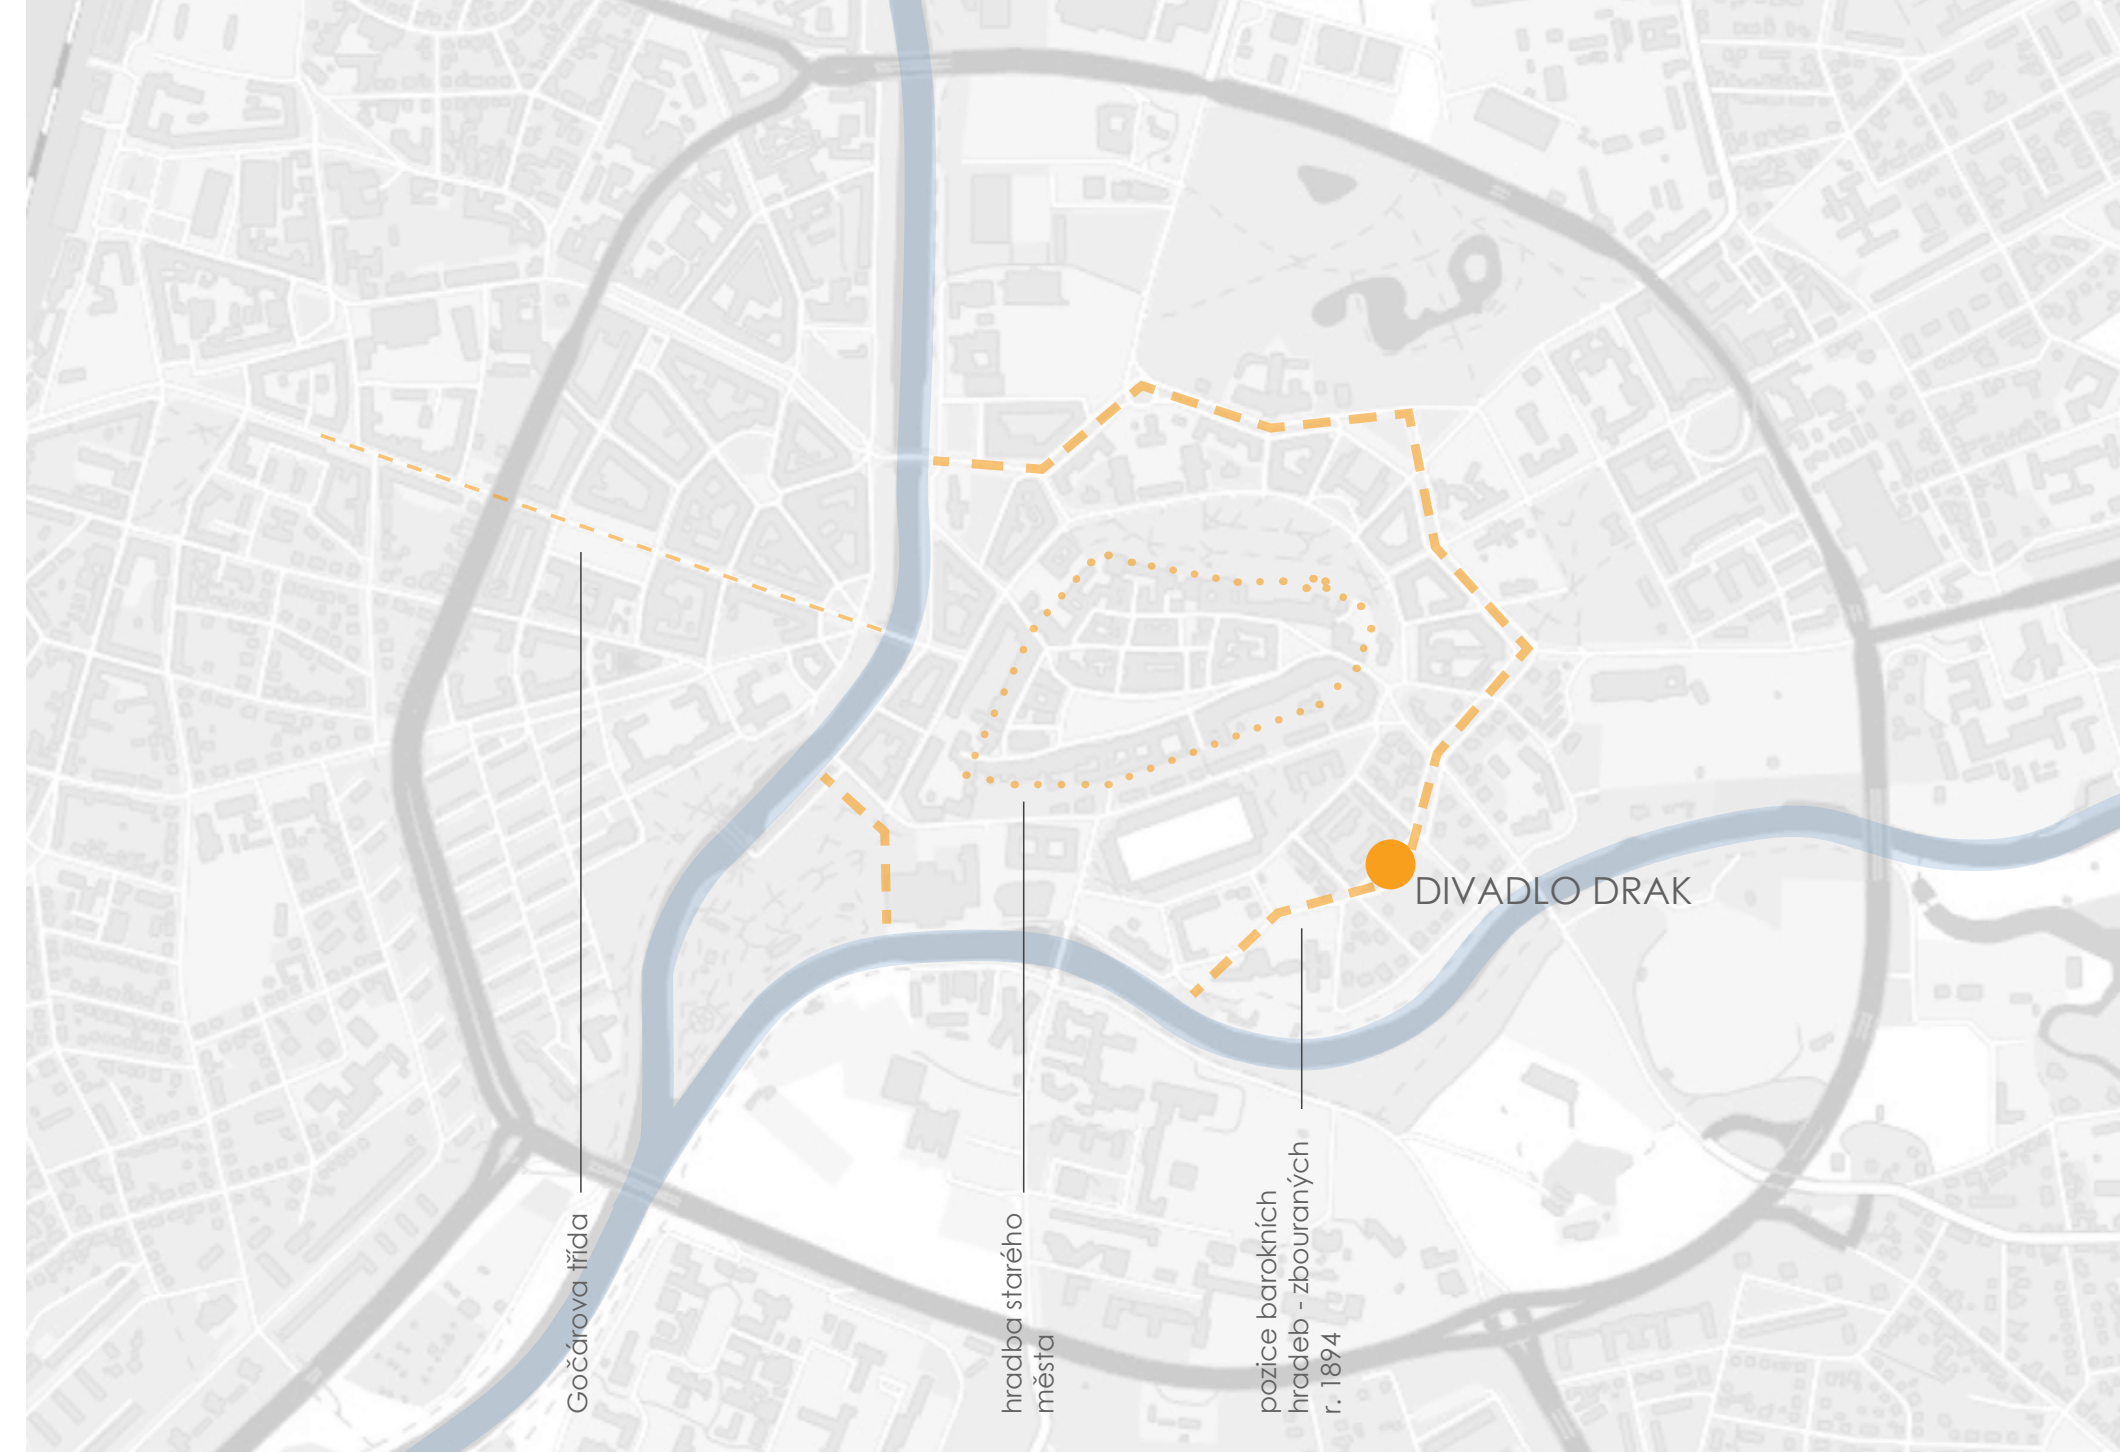 DIVADLO DRAK
Gočárova třída
hradba starého
města
pozice barokních
hradeb - zbouraných
r. 1894